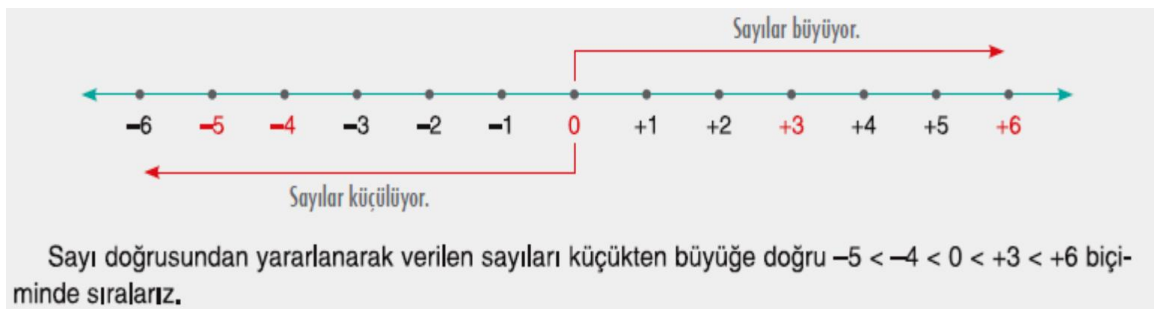 Sayılar büyüyor.
–6 –5 –4 –3 –2 –1 0 +1 +2 +3 +4 +5 +6
Sayılar küçülüyor.
Sayı doğrusundan yararlanarak verilen sayıları küçükten büyüğe doğru –5 < –4 < 0 < +3 < +6 biçi-
minde sıralarız.